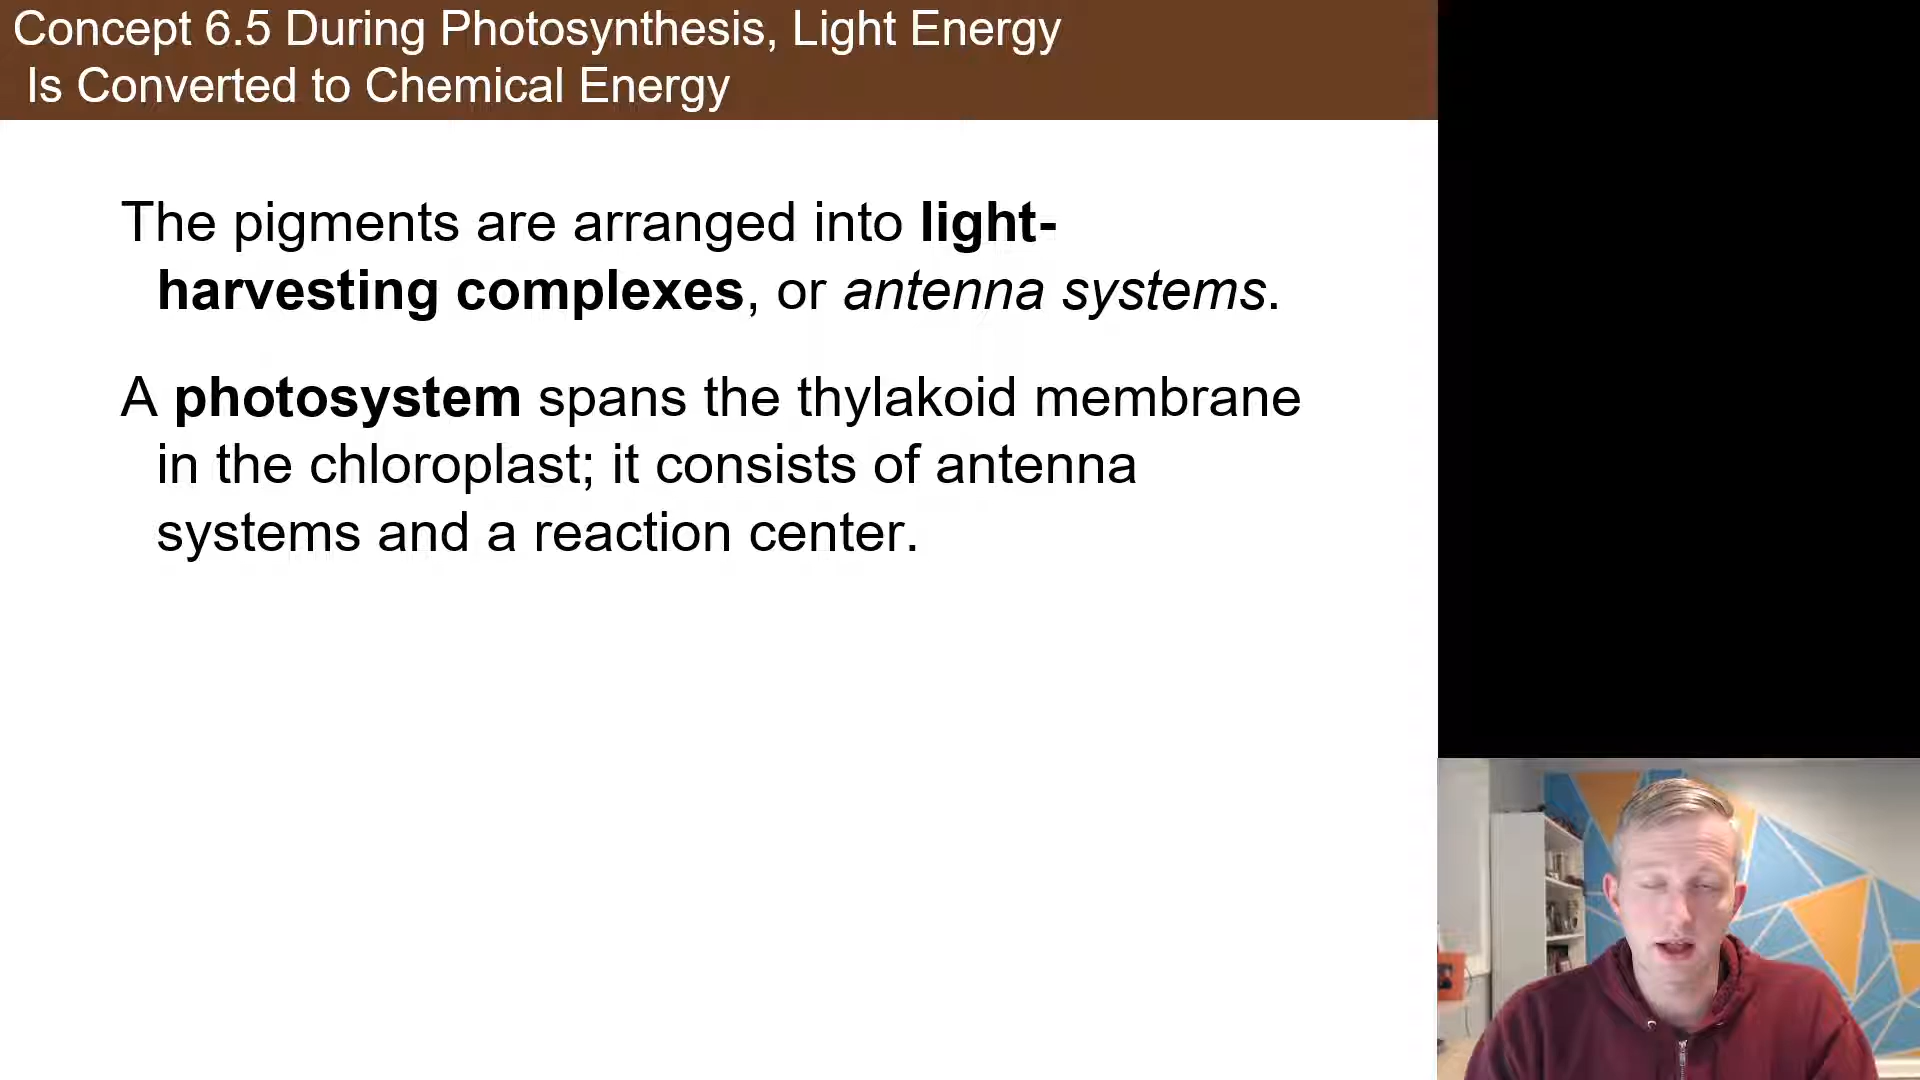 Concept 6.5 During Photosynthesis, Light Energy
Is Converted to Chemical Energy
The pigments are arranged into light-
harvesting complexes, or antenna systems.
A photosystem spans the thylakoid membrane
in the chloroplast; it consists of antenna
systems and a reaction center.